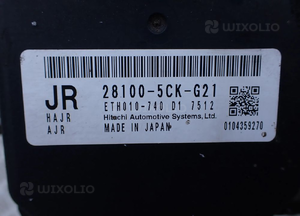 WIXOLIO
JR 28100-5CK-G21
ETH010-740 D1 7512
HAJR Hitachi Automotive Systems, Ltd.
AJR MADE IN JAPAN 0104359270
WIXOLIO